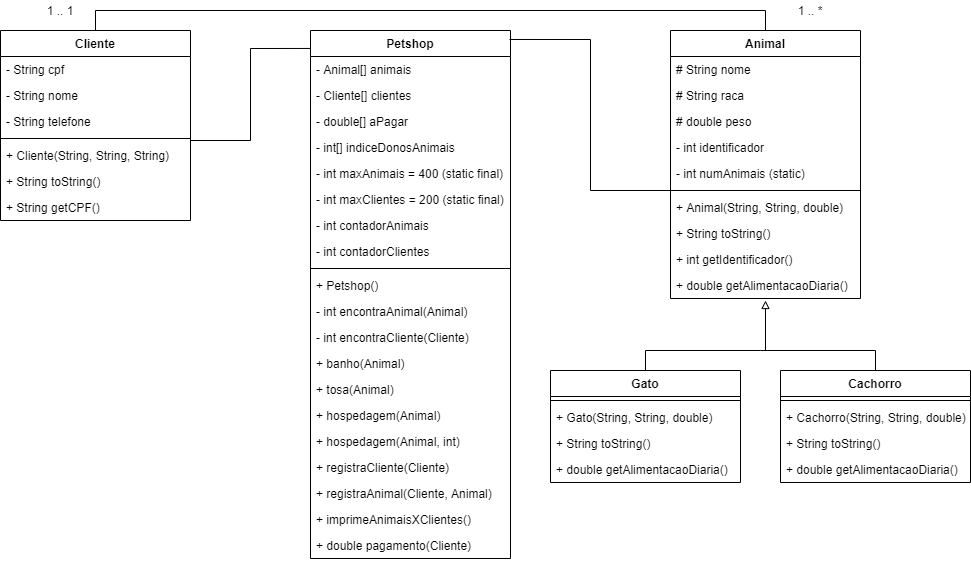 1 .. 1
1 .. *
Cliente
- String cpf
- String nome
- String telefone
+ Cliente(String, String, String)
+ String toString()
+ String getCPF()
Petshop
- Animal[] animais
- Cliente[] clientes
- double[] aPagar
- int[] indiceDonosAnimais
- int maxAnimais = 400 (static final)
- int maxClientes = 200 (static final)
- int contadorAnimais
- int contadorClientes
+ Petshop()
- int encontraAnimal(Animal)
- int encontraCliente(Cliente)
+ banho(Animal)
+ tosa(Animal)
+ hospedagem(Animal)
+ hospedagem(Animal, int)
+ registraCliente(Cliente)
+ registraAnimal(Cliente, Animal)
+ imprimeAnimaisXClientes()
+ double pagamento(Cliente)
Animal
# String nome
# String raca
# double peso
- int identificador
- int numAnimais (static)
+ Animal(String, String, double)
+ String toString()
+ int getIdentificador()
+ double getAlimentacaoDiaria()
Gato
+ Gato(String, String, double)
+ String toString()
+ double getAlimentacaoDiaria()
Cachorro
+ Cachorro(String, String, double)
+ String toString()
+ double getAlimentacaoDiaria()